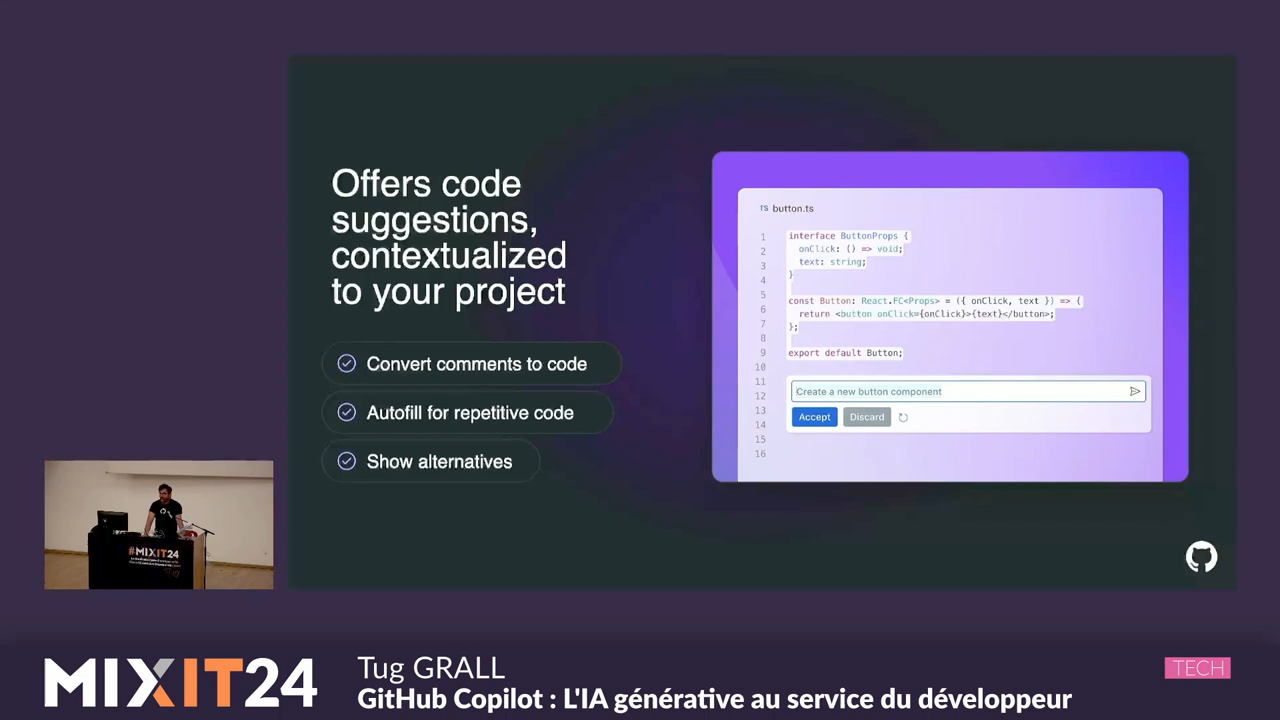 Offers code
suggestions,
contextualized
to your project
Convert comments to code
Autofill for repetitive code
Show alternatives
TS button.ts
1 interface ButtonProps {
2 onClick: () => void;
3 text: string;
4 }
5
6 const Button: React.FC<Props> = ({ onClick, text }) => {
7 return <button onClick={onClick}>{text}</button>;
8 };
9 export default Button;
10
11
12 Create a new button component
13 Accept Discard
14
15
16
#MIXIT24
MIXIT24
Tug GRALL
GitHub Copilot : L'IA générative au service du développeur
TECH